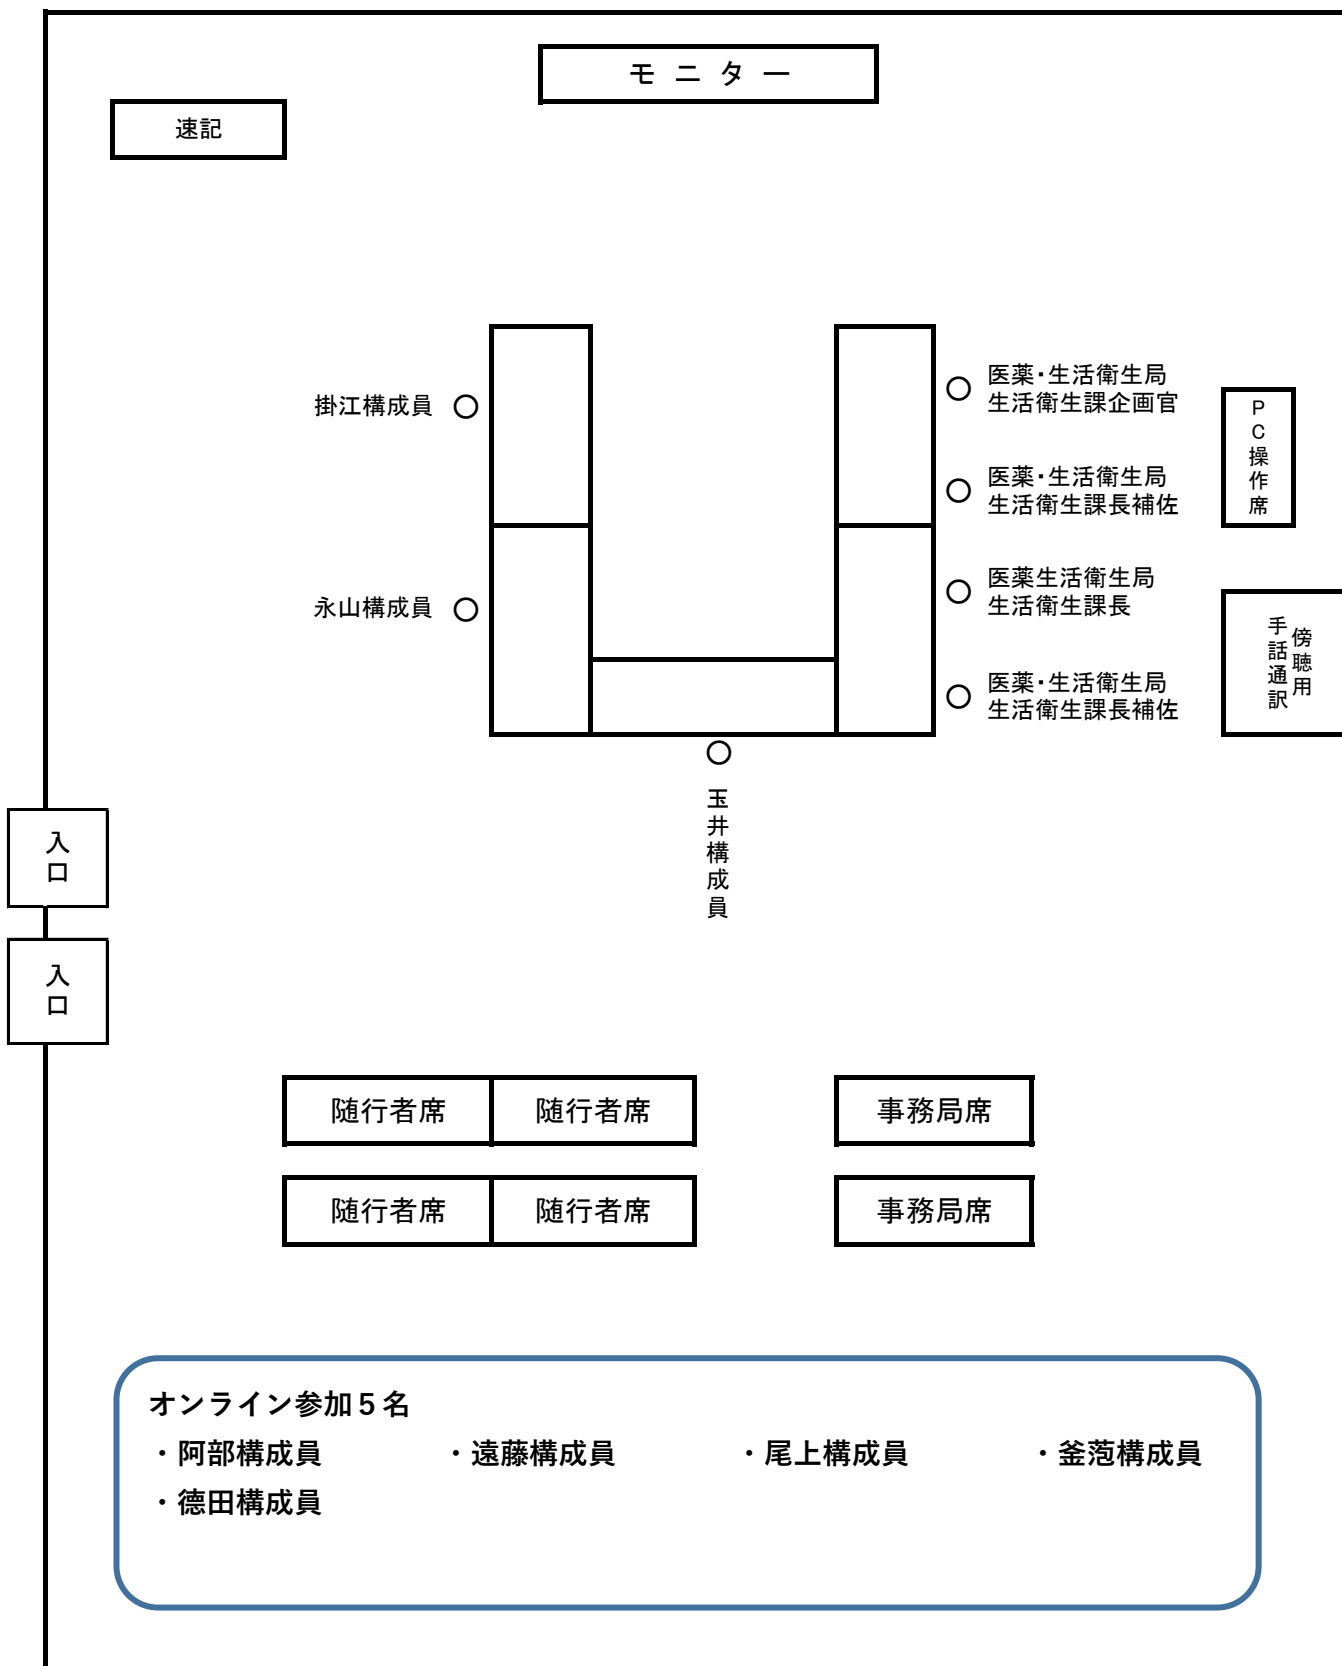 モニター
速記
掛江構成員
永山構成員
医薬・生活衛生局
生活衛生課企画官
医薬・生活衛生局
生活衛生課長補佐
医薬生活衛生局
生活衛生課長
医薬・生活衛生局
生活衛生課長補佐
PC操作席
傍聴用
手話通訳
玉井構成員
入口
入口
随行者席
随行者席
事務局席
随行者席
随行者席
事務局席
オンライン参加5名
・阿部構成員
・遠藤構成員
・尾上構成員
・釜萢構成員
・德田構成員